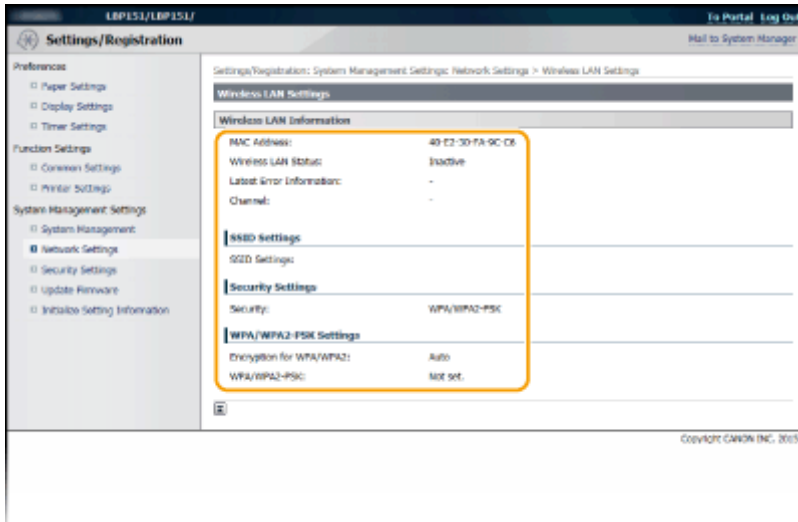 LBP151/LBP151/
To Portal Log Out
Settings/Registration
Mail to System Manager
Preferences
Paper Settings
Display Settings
Timer Settings
Function Settings
Common Settings
Printer Settings
System Management Settings
System Management
Network Settings
Security Settings
Update Firmware
Initialize Setting Information
Settings/Registration: System Management Settings: Network Settings > Wireless LAN Settings
Wireless LAN Settings
Wireless LAN Information
MAC Address: 40-E2-30-FA-9C-C6
Wireless LAN Status: Inactive
Latest Error Information: -
Channel: -
SSID Settings
SSID Settings:
Security Settings
Security: WPA/WPA2-PSK
WPA/WPA2-PSK Settings
Encryption for WPA/WPA2: Auto
WPA/WPA2-PSK: Not set.
Copyright CANON INC. 2015